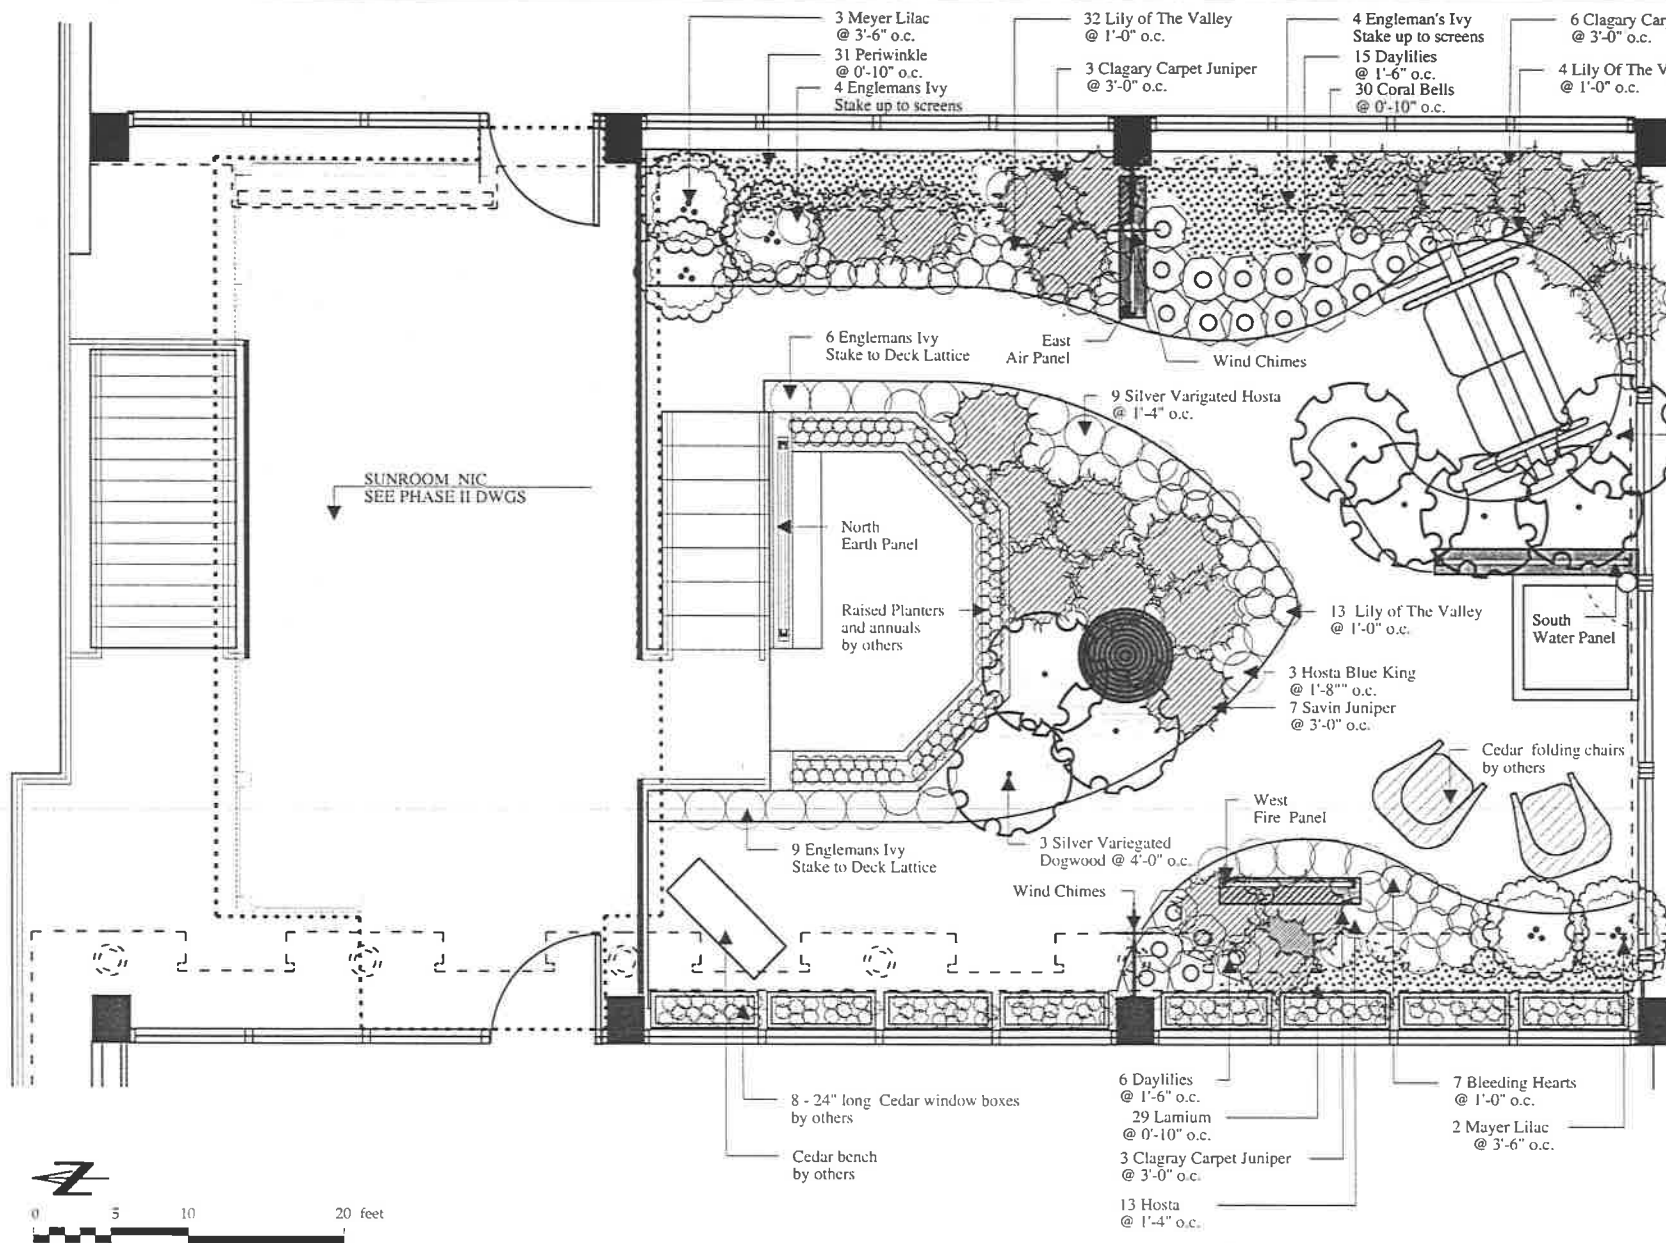 3 Meyer Lilac
@ 3'-6" o.c.
31 Periwinkle
@ 0'-10" o.c.
4 Englemans Ivy
Stake up to screens
32 Lily of The Valley
@ 1'-0" o.c.
3 Clagary Carpet Juniper
@ 3'-0" o.c.
4 Engleman's Ivy
Stake up to screens
15 Daylilies
@ 1'-6" o.c.
30 Coral Bells
@ 0'-10" o.c.
6 Clagary Car
@ 3'-0" o.c.
4 Lily Of The V
@ 1'-0" o.c.
6 Englemans Ivy
Stake to Deck Lattice
East
Air Panel
Wind Chimes
9 Silver Varigated Hosta
@ 1'-4" o.c.
SUNROOM NIC
SEE PHASE II DWGS
North
Earth Panel
Raised Planters
and annuals
by others
13 Lily of The Valley
@ 1'-0" o.c.
South
Water Panel
3 Hosta Blue King
@ 1'-8"" o.c.
7 Savin Juniper
@ 3'-0" o.c.
Cedar folding chairs
by others
West
Fire Panel
9 Englemans Ivy
Stake to Deck Lattice
3 Silver Variegated
Dogwood @ 4'-0" o.c.
Wind Chimes
8 - 24" long Cedar window boxes
by others
Cedar bench
by others
6 Daylilies
@ 1'-6" o.c.
29 Lamium
@ 0'-10" o.c.
3 Clagray Carpet Juniper
@ 3'-0" o.c.
13 Hosta
@ 1'-4" o.c.
7 Bleeding Hearts
@ 1'-0" o.c.
2 Mayer Lilac
@ 3'-6" o.c.
Z
0 5 10 20 feet